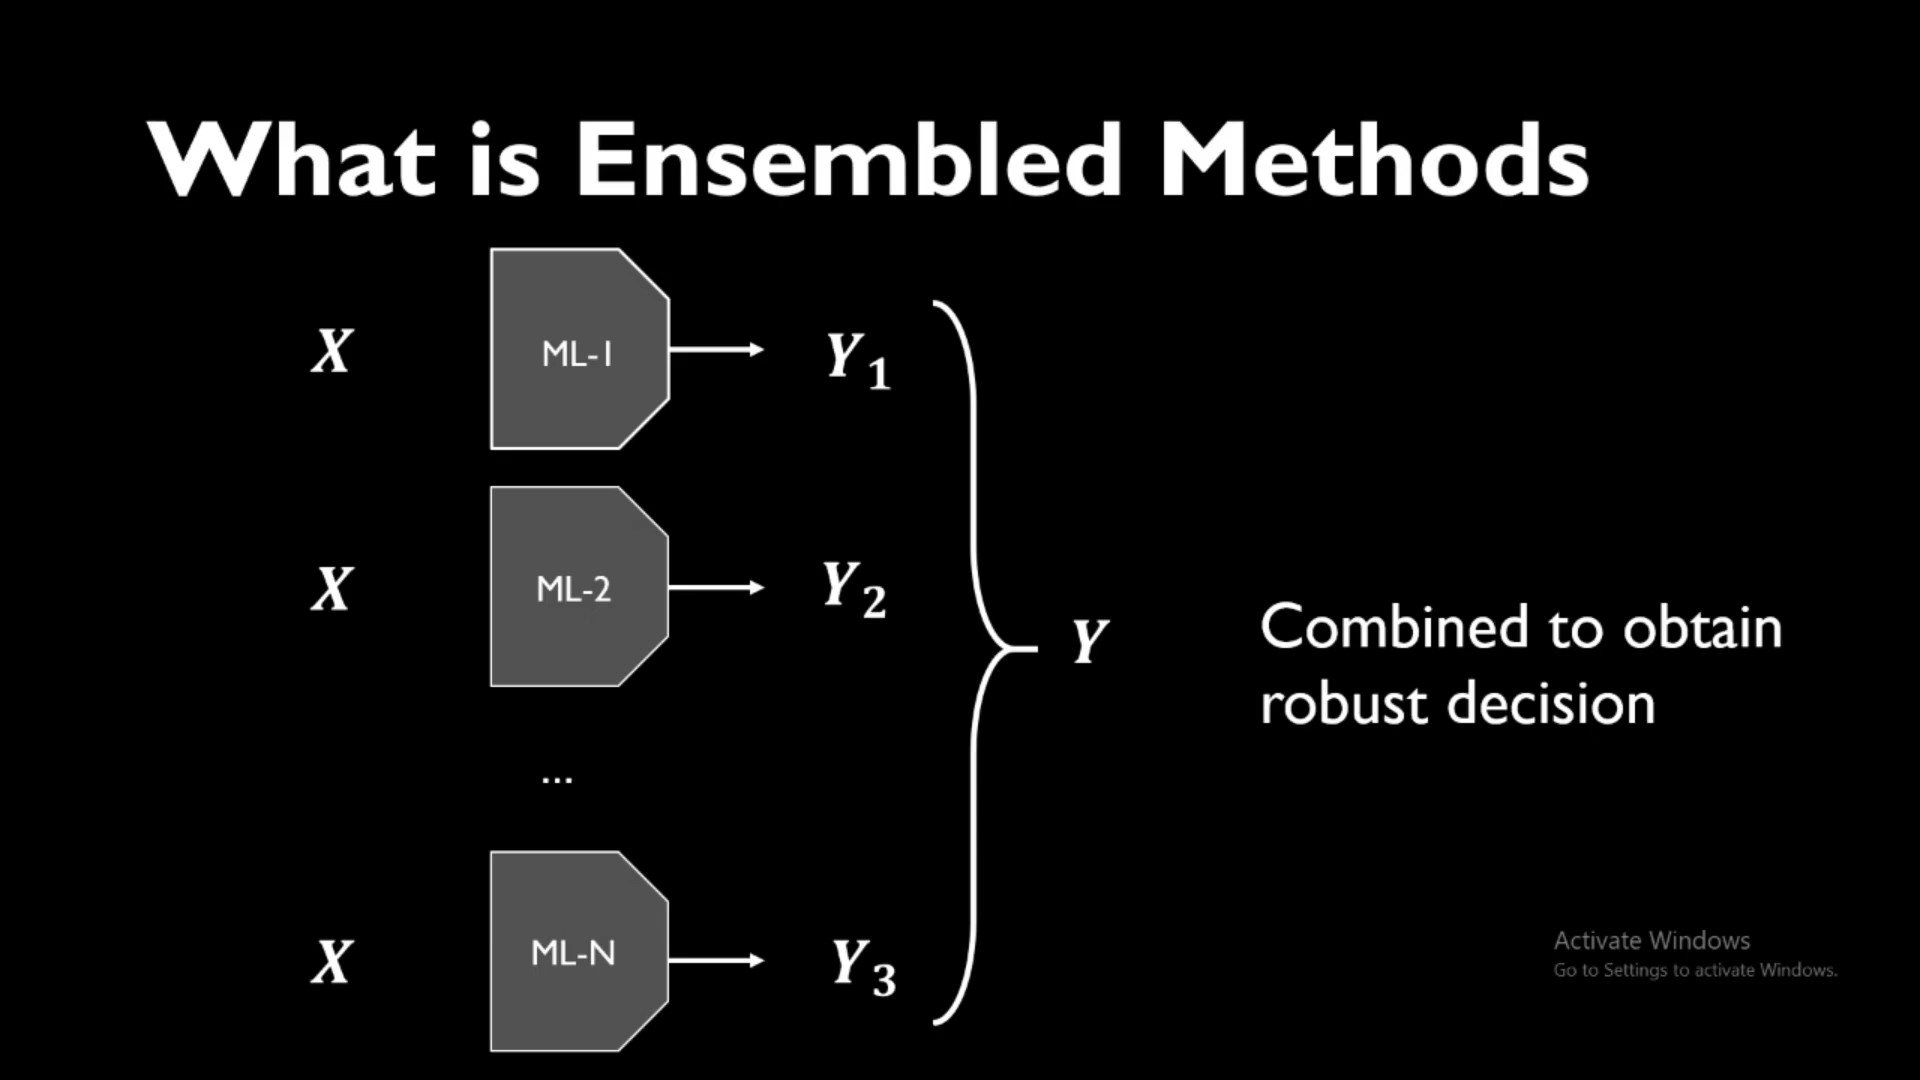 What is Ensembled Methods
X ML-1 Y1
X ML-2 Y2
Y
Combined to obtain
robust decision
...
X ML-N Y3
Activate Windows
Go to Settings to activate Windows.